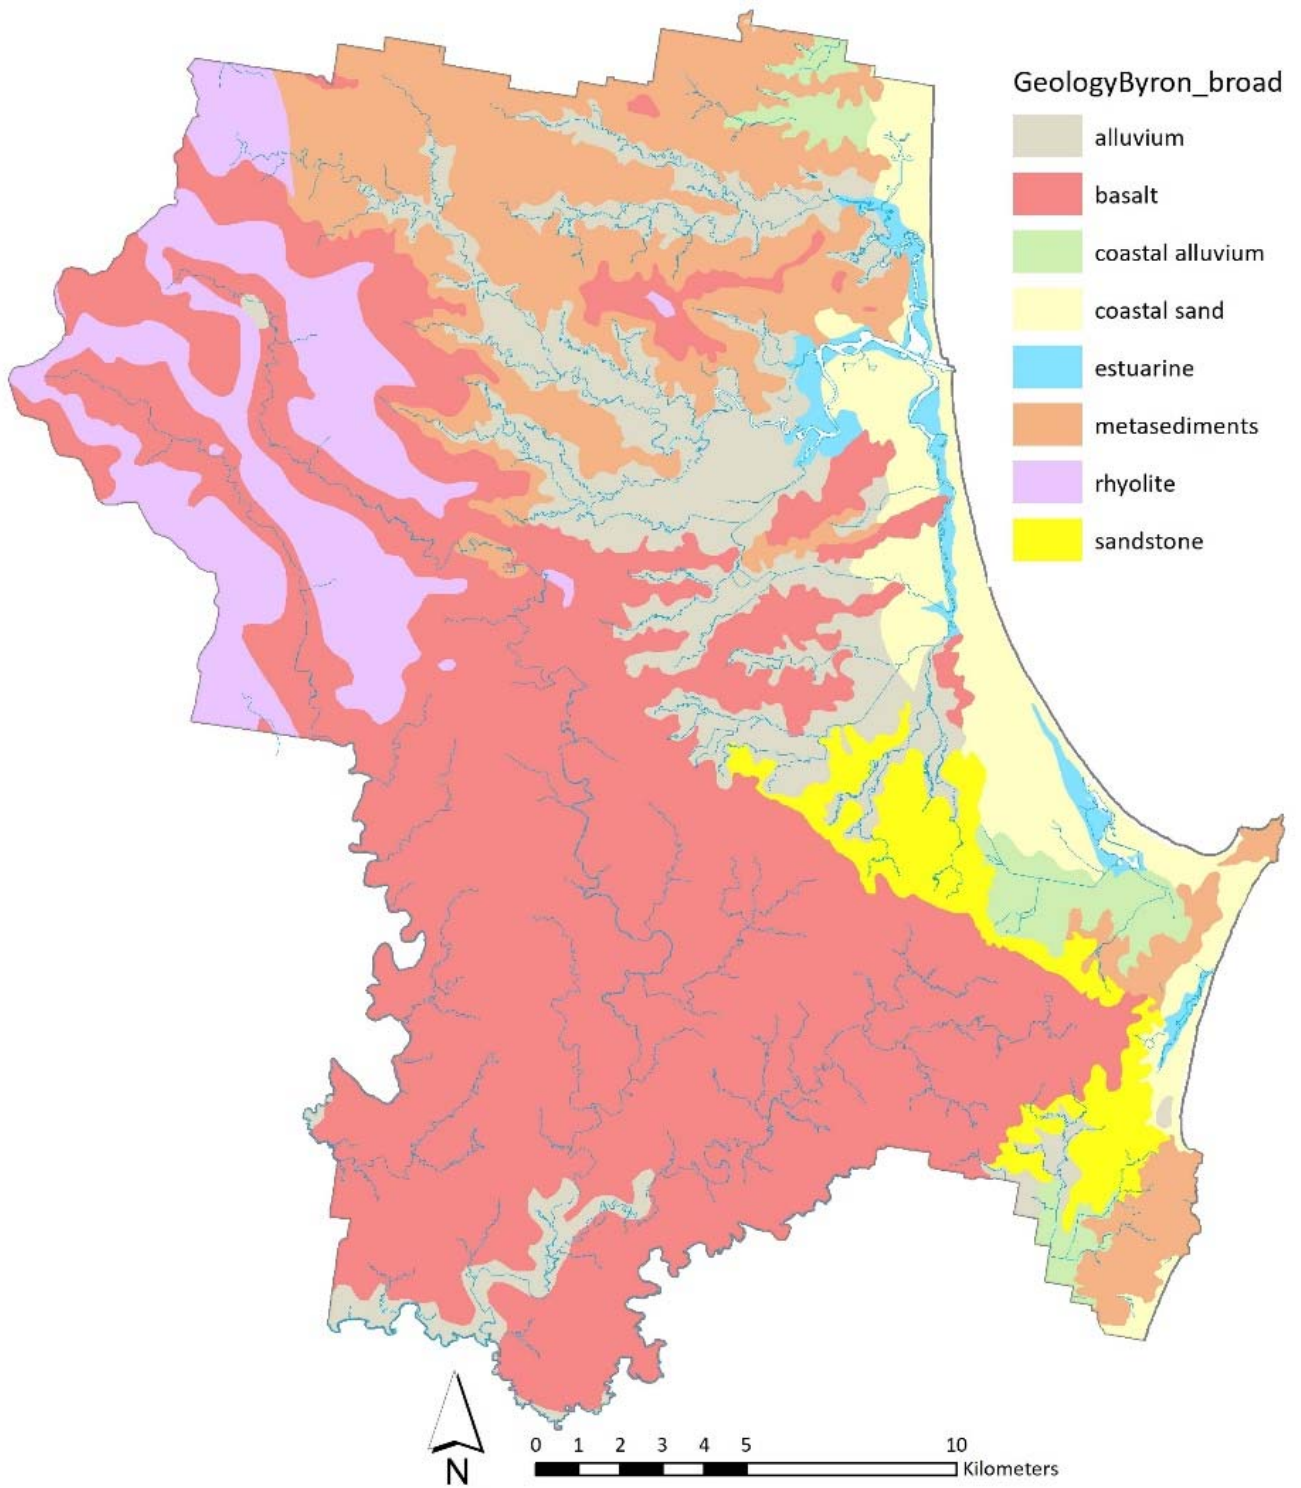 GeologyByron_broad
alluvium
basalt
coastal alluvium
coastal sand
estuarine
metasediments
rhyolite
sandstone
N
0 1 2 3 4 5 10
Kilometers